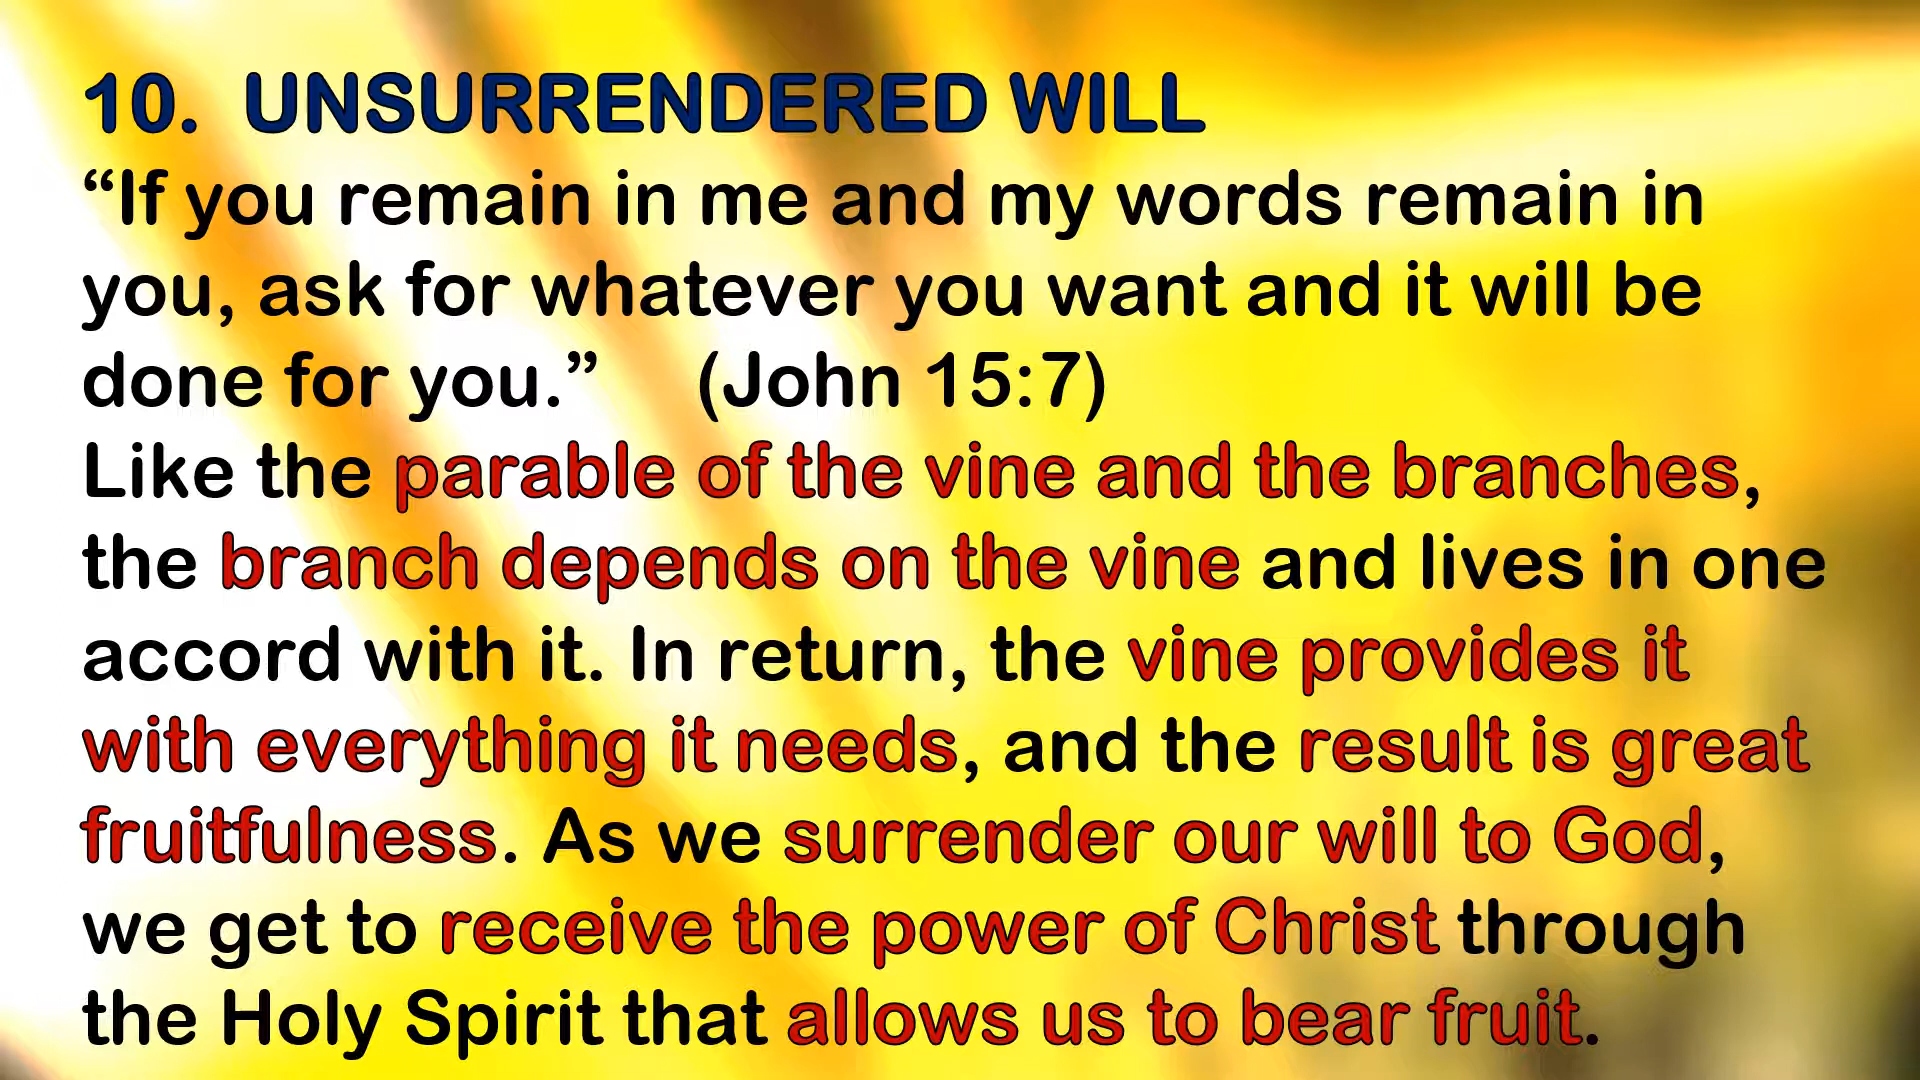 10.  UNSURRENDERED WILL
“If you remain in me and my words remain in
you, ask for whatever you want and it will be
done for you.”     (John 15:7)
Like the parable of the vine and the branches,
the branch depends on the vine and lives in one
accord with it. In return, the vine provides it
with everything it needs, and the result is great
fruitfulness. As we surrender our will to God,
we get to receive the power of Christ through
the Holy Spirit that allows us to bear fruit.